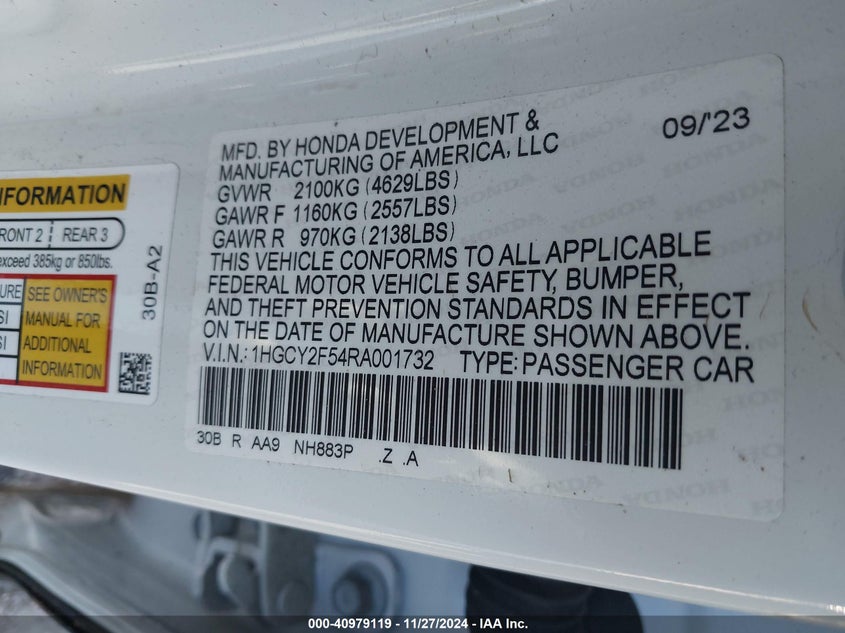 MFD. BY HONDA DEVELOPMENT & 09/'23
MANUFACTURING OF AMERICA, LLC
GVWR 2100KG (4629LBS)
GAWR F 1160KG (2557LBS)
GAWR R 970KG (2138LBS)
THIS VEHICLE CONFORMS TO ALL APPLICABLE
FEDERAL MOTOR VEHICLE SAFETY, BUMPER,
AND THEFT PREVENTION STANDARDS IN EFFECT
ON THE DATE OF MANUFACTURE SHOWN ABOVE.
V.I.N.: 1HGCY2F54RA001732 TYPE: PASSENGER CAR
30B R AA9 NH883P .Z .A
FRONT 2 REAR 3
exceed 385kg or 850lbs.
SEE OWNER'S
MANUAL FOR
ADDITIONAL
INFORMATION
30B-A2
HONDA
000-40979119 - 11/27/2024 - IAA Inc.